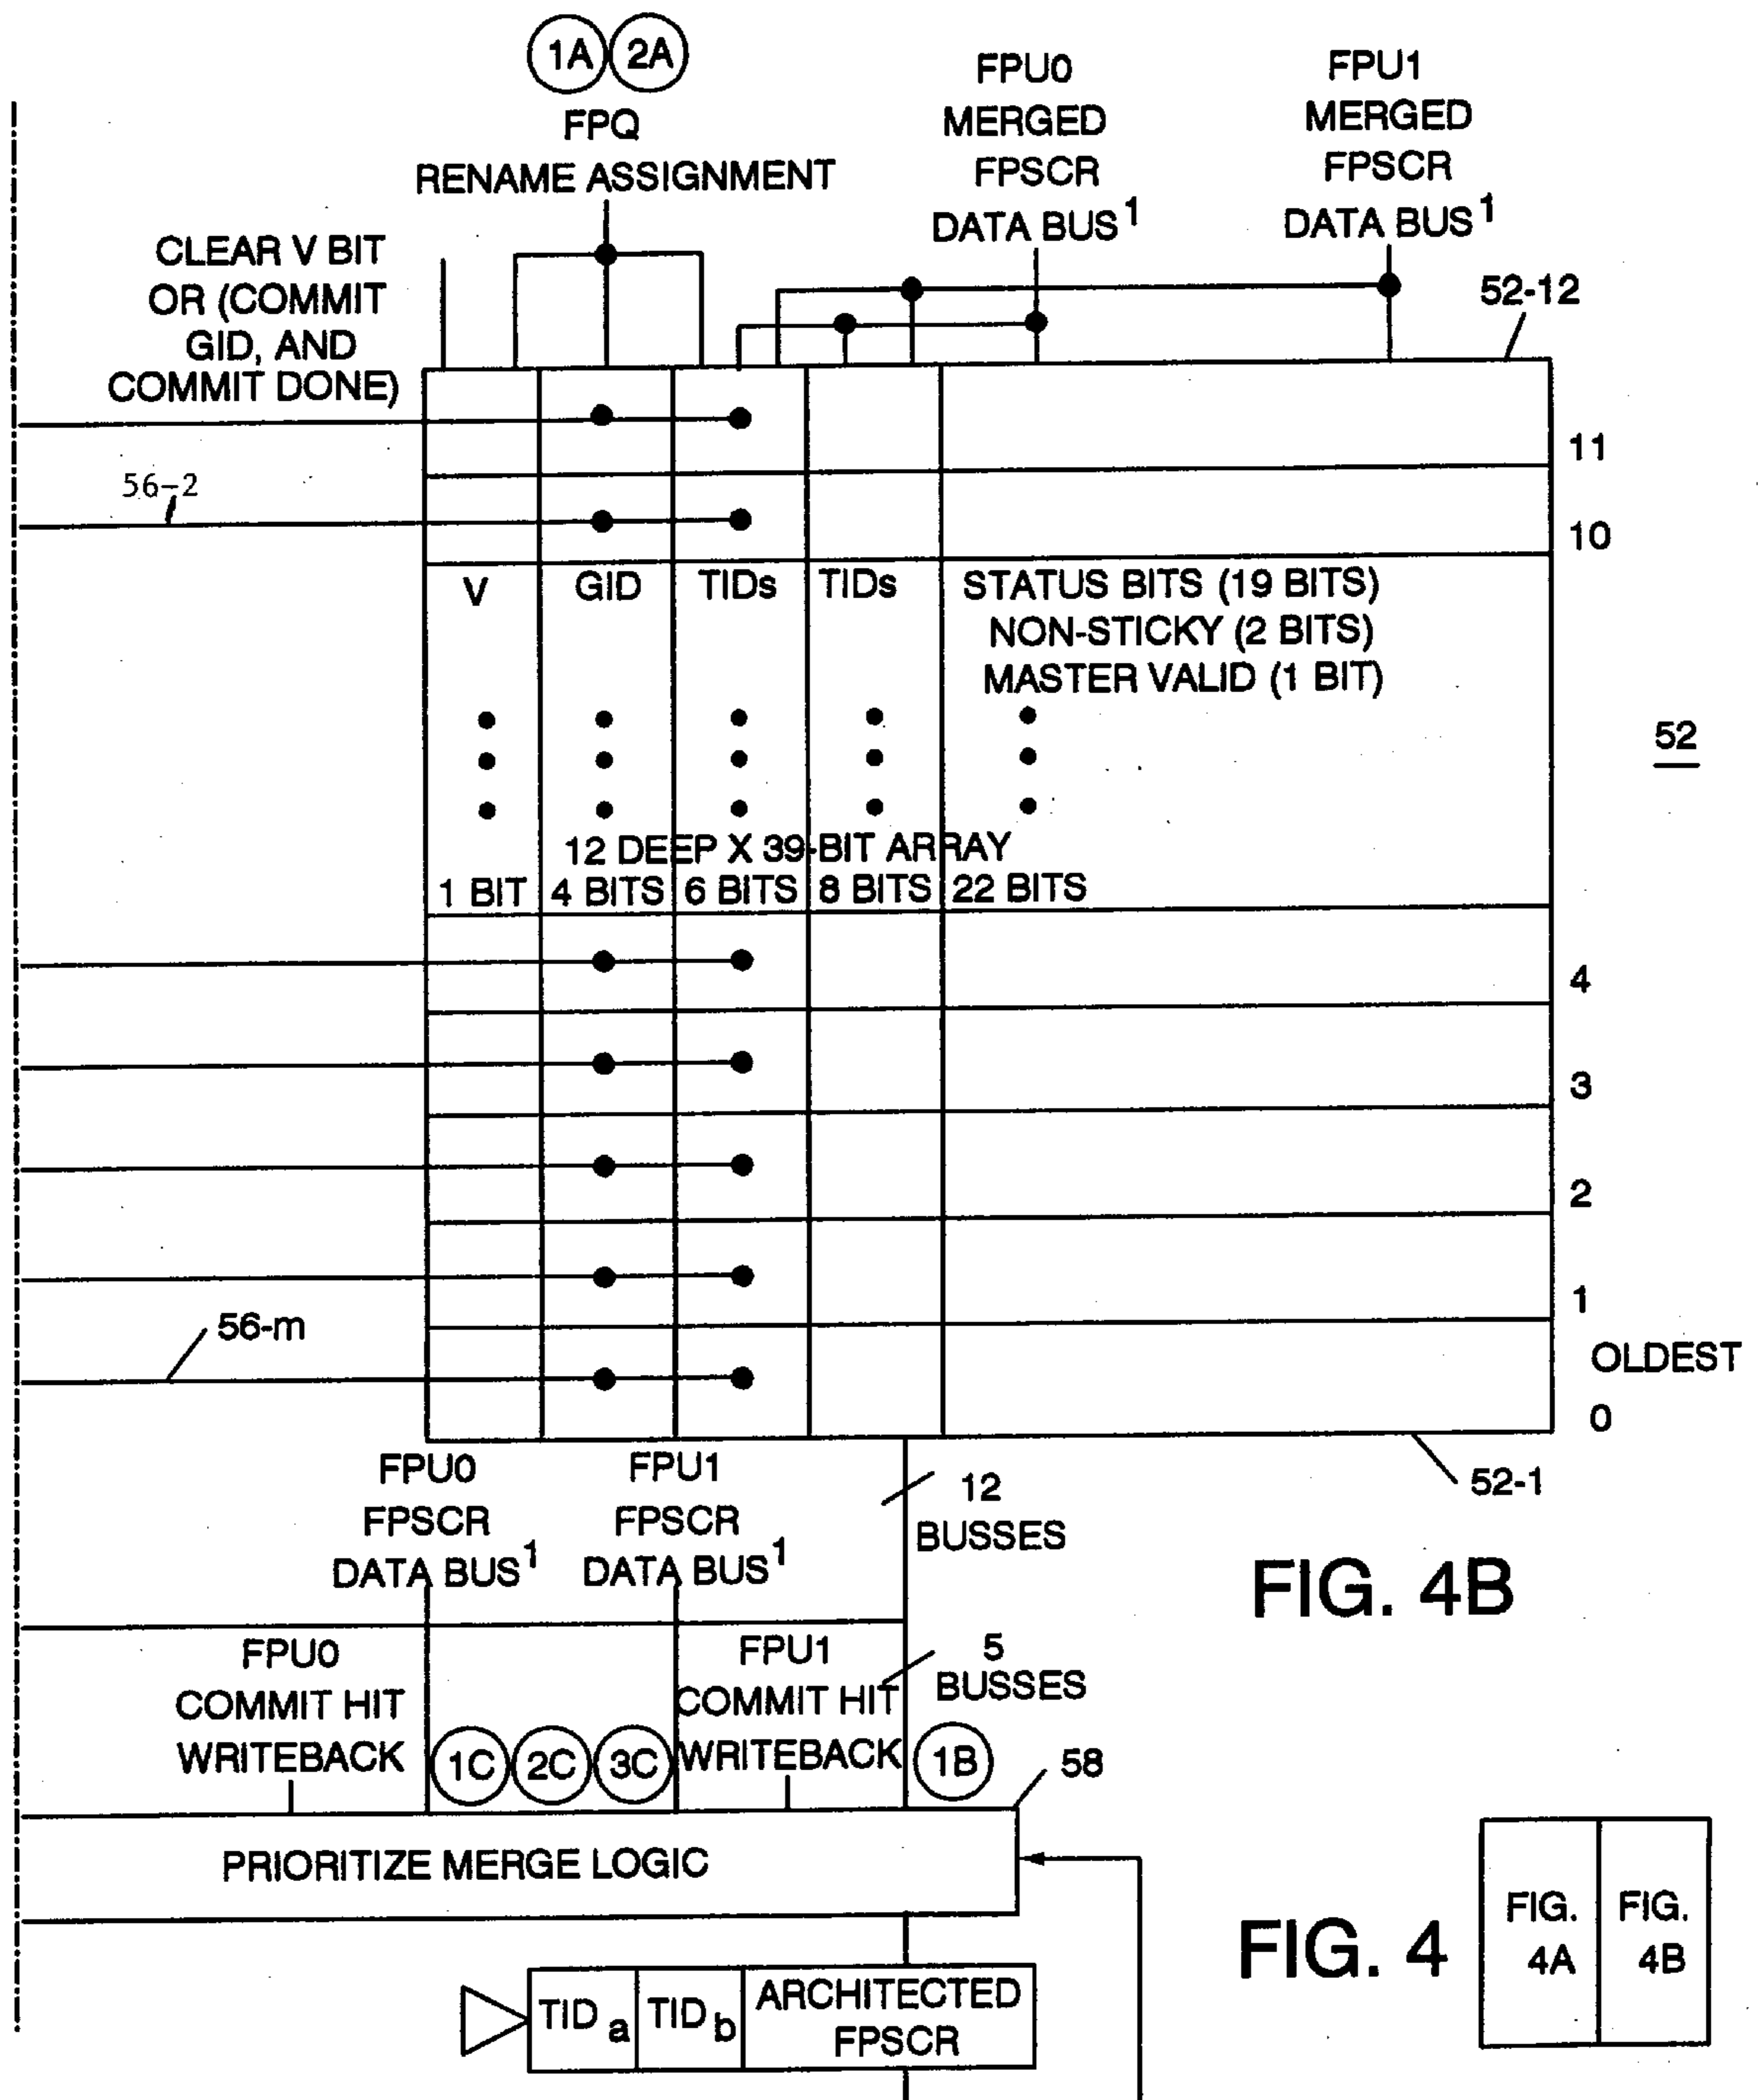 1A 2A
FPQ
RENAME ASSIGNMENT
FPU0
MERGED
FPSCR
DATA BUS¹
FPU1
MERGED
FPSCR
DATA BUS¹
CLEAR V BIT
OR (COMMIT
GID, AND
COMMIT DONE)
52-12
11
56-2
10
V GID TIDs TIDs STATUS BITS (19 BITS)
NON-STICKY (2 BITS)
MASTER VALID (1 BIT)
52
12 DEEP X 39-BIT ARRAY
1 BIT 4 BITS 6 BITS 8 BITS 22 BITS
4
3
2
1
56-m
OLDEST
0
52-1
FPU0
FPSCR
DATA BUS¹
FPU1
FPSCR
DATA BUS¹
12
BUSSES
FIG. 4B
FPU0
COMMIT HIT
WRITEBACK
1C 2C 3C
FPU1
COMMIT HIT
WRITEBACK
5
BUSSES
1B
58
PRIORITIZE MERGE LOGIC
FIG. 4
FIG.
4A
FIG.
4B
TID a TID b
ARCHITECTED
FPSCR